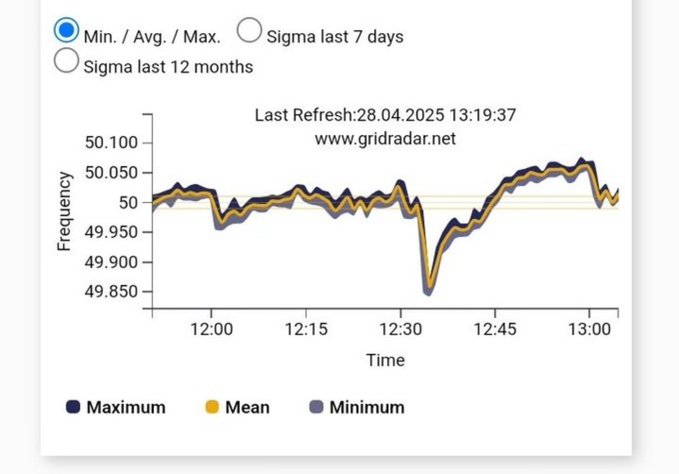 Min. / Avg. / Max. Sigma last 7 days
Sigma last 12 months
Last Refresh:28.04.2025 13:19:37
www.gridradar.net
50.100
50.050
50
49.950
49.900
49.850
Frequency
12:00 12:15 12:30 12:45 13:00
Time
Maximum Mean Minimum